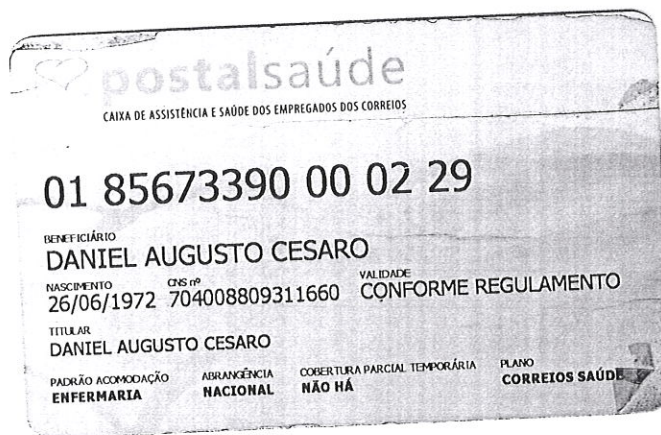 postalsaúde
CAIXA DE ASSISTÊNCIA E SAÚDE DOS EMPREGADOS DOS CORREIOS
01 85673390 00 02 29
BENEFICIÁRIO
DANIEL AUGUSTO CESARO
NASCIMENTO CNS nº VALIDADE
26/06/1972 704008809311660 CONFORME REGULAMENTO
TITULAR
DANIEL AUGUSTO CESARO
PADRÃO ACOMODAÇÃO ABRANGÊNCIA COBERTURA PARCIAL TEMPORÁRIA PLANO
ENFERMARIA NACIONAL NÃO HÁ CORREIOS SAÚDE